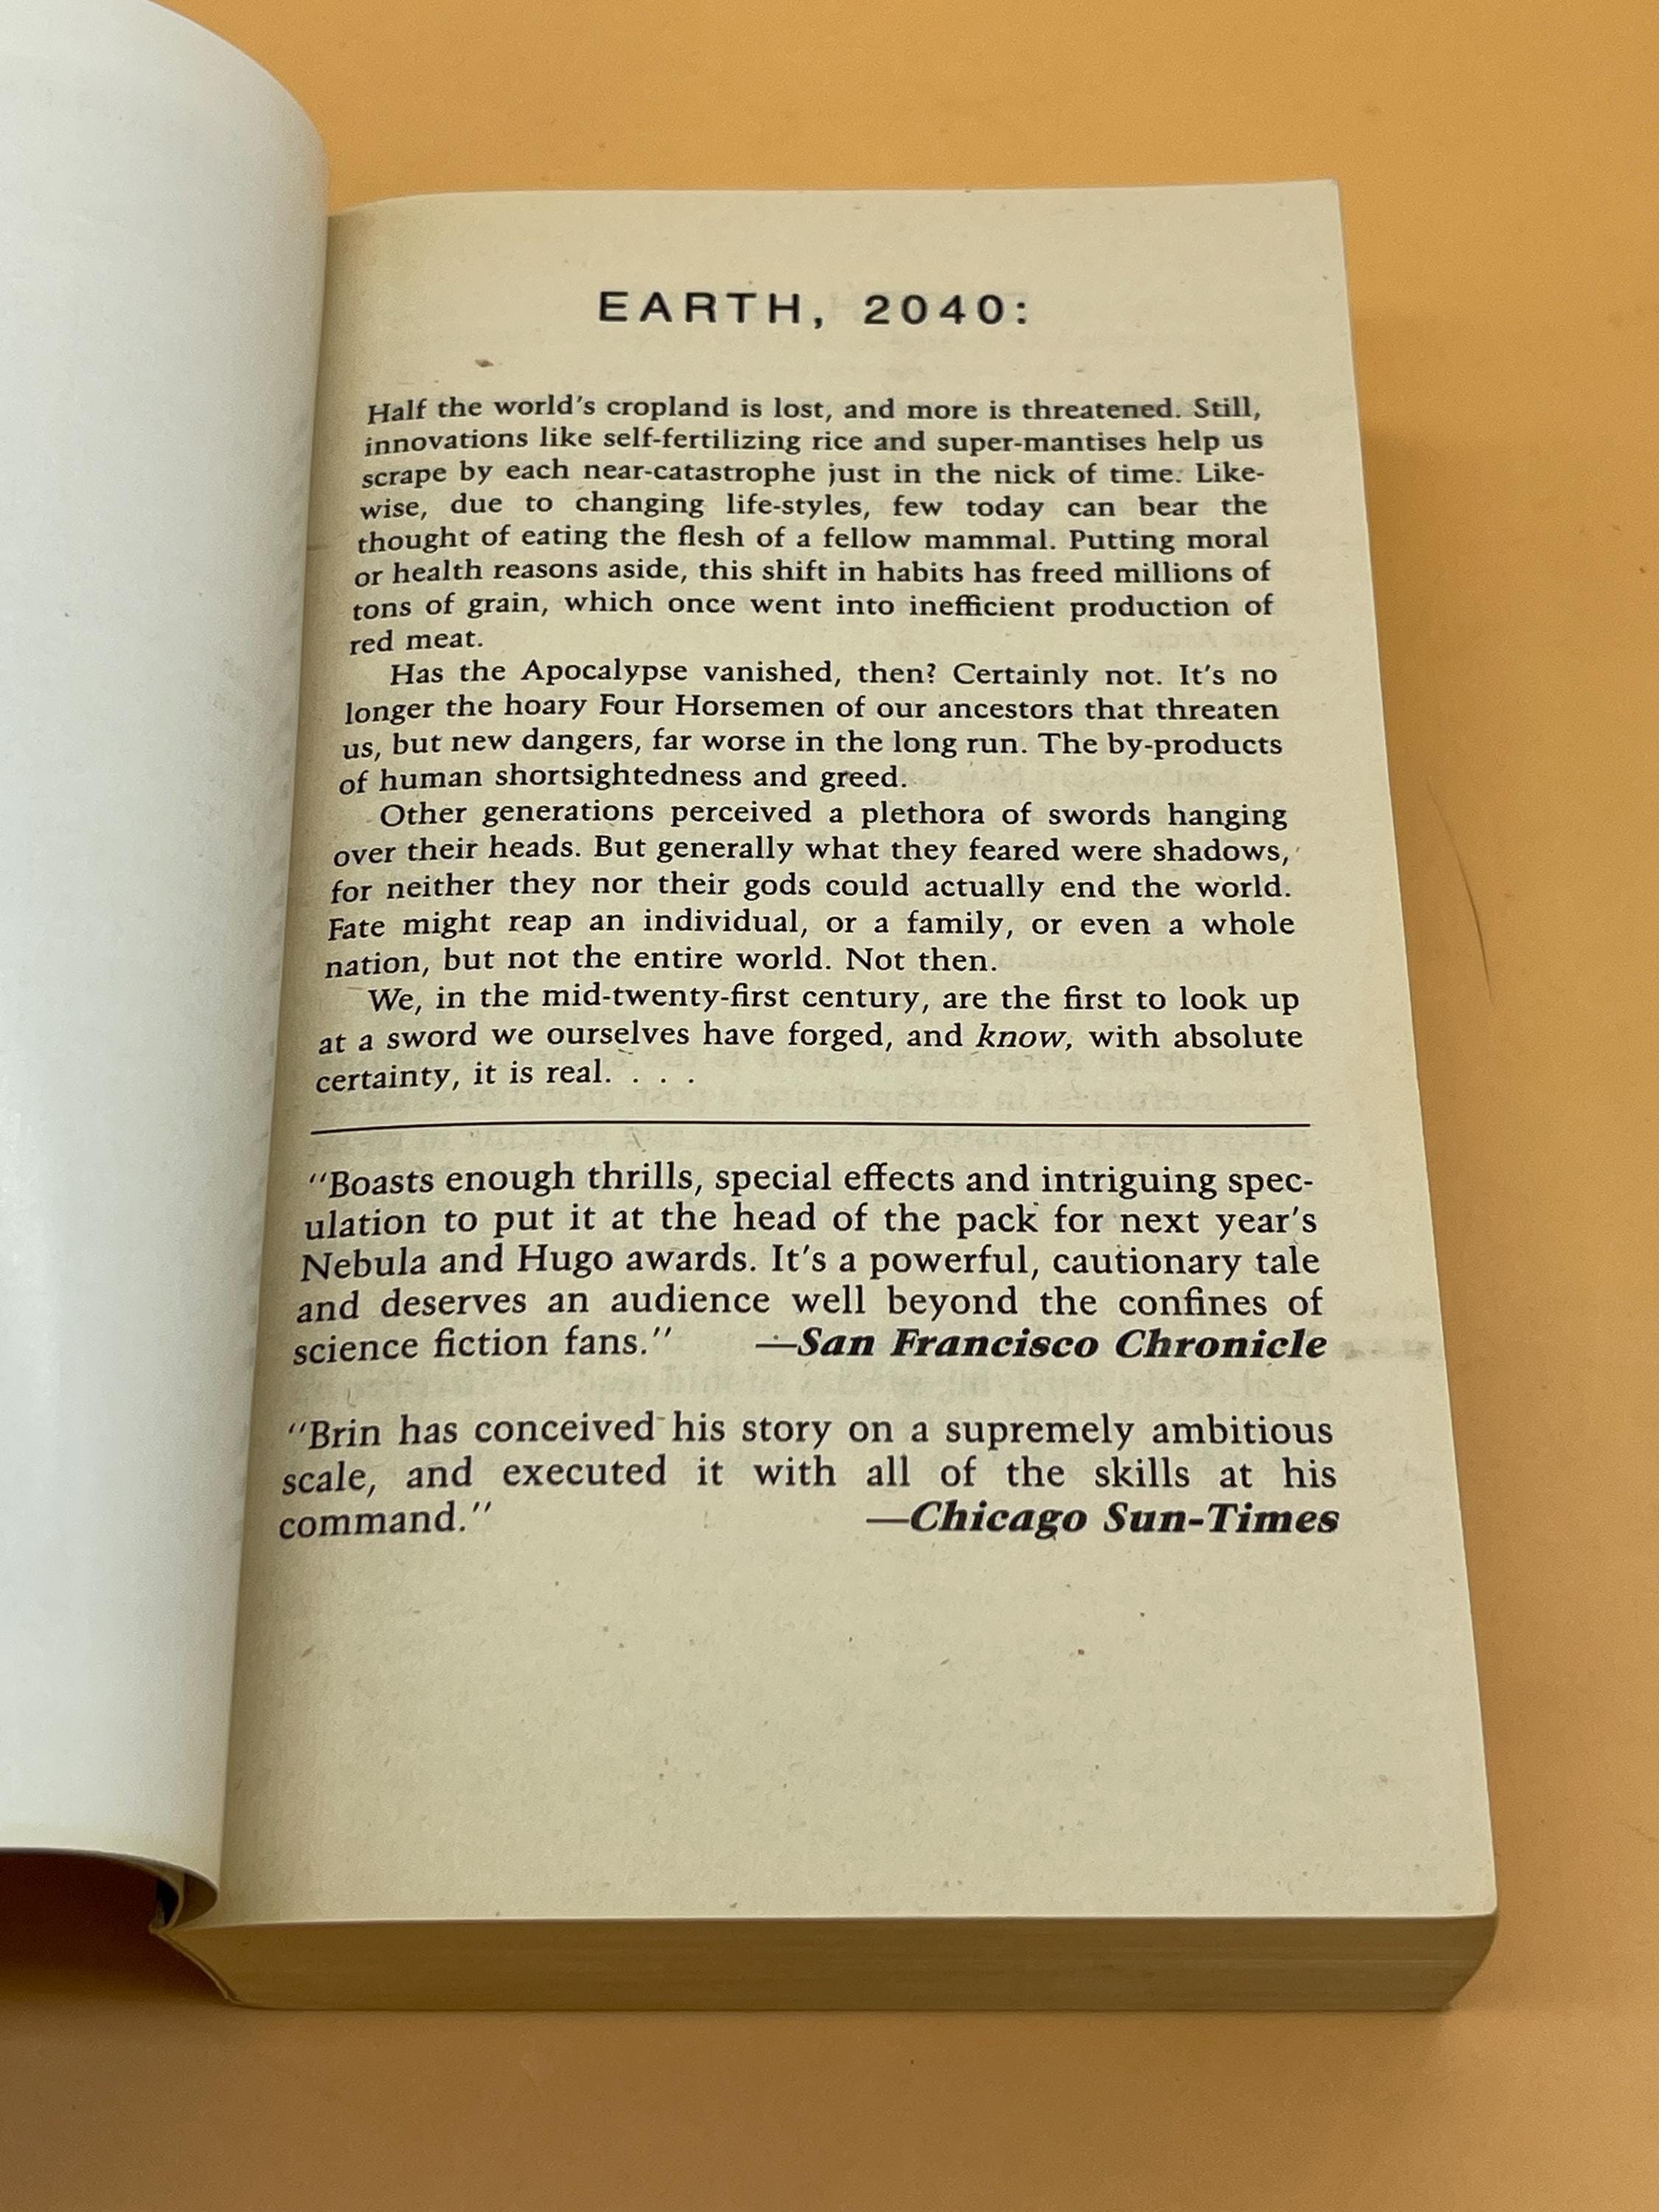 EARTH, 2040:
Half the world's cropland is lost, and more is threatened. Still,
innovations like self-fertilizing rice and super-mantises help us
scrape by each near-catastrophe just in the nick of time. Like-
wise, due to changing life-styles, few today can bear the
thought of eating the flesh of a fellow mammal. Putting moral
or health reasons aside, this shift in habits has freed millions of
tons of grain, which once went into inefficient production of
red meat.
Has the Apocalypse vanished, then? Certainly not. It's no
longer the hoary Four Horsemen of our ancestors that threaten
us, but new dangers, far worse in the long run. The by-products
of human shortsightedness and greed.
Other generations perceived a plethora of swords hanging
over their heads. But generally what they feared were shadows,
for neither they nor their gods could actually end the world.
Fate might reap an individual, or a family, or even a whole
nation, but not the entire world. Not then.
We, in the mid-twenty-first century, are the first to look up
at a sword we ourselves have forged, and know, with absolute
certainty, it is real. . . .
"Boasts enough thrills, special effects and intriguing spec-
ulation to put it at the head of the pack for next year's
Nebula and Hugo awards. It's a powerful, cautionary tale
and deserves an audience well beyond the confines of
science fiction fans." —San Francisco Chronicle
"Brin has conceived his story on a supremely ambitious
scale, and executed it with all of the skills at his
command." —Chicago Sun-Times